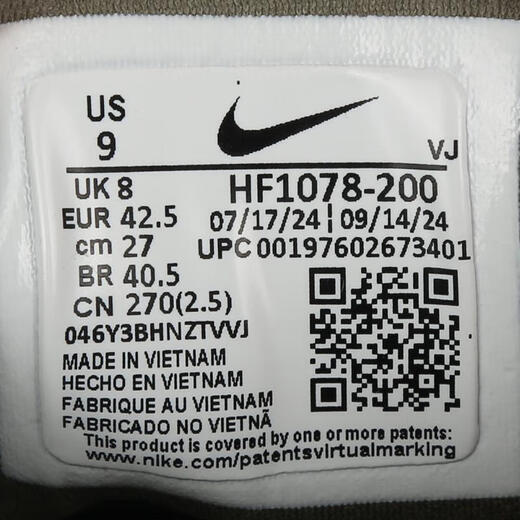 US
9
VJ
UK 8
HF1078-200
EUR 42.5
07/17/24 | 09/14/24
cm 27
UPC 00197602673401
BR 40.5
CN 270(2.5)
046Y3BHNZTVVJ
MADE IN VIETNAM
HECHO EN VIETNAM
FABRIQUE AU VIETNAM
FABRICADO NO VIETNÃ
This product is covered by one or more patents.
www.nike.com/patentsvirtualmarking